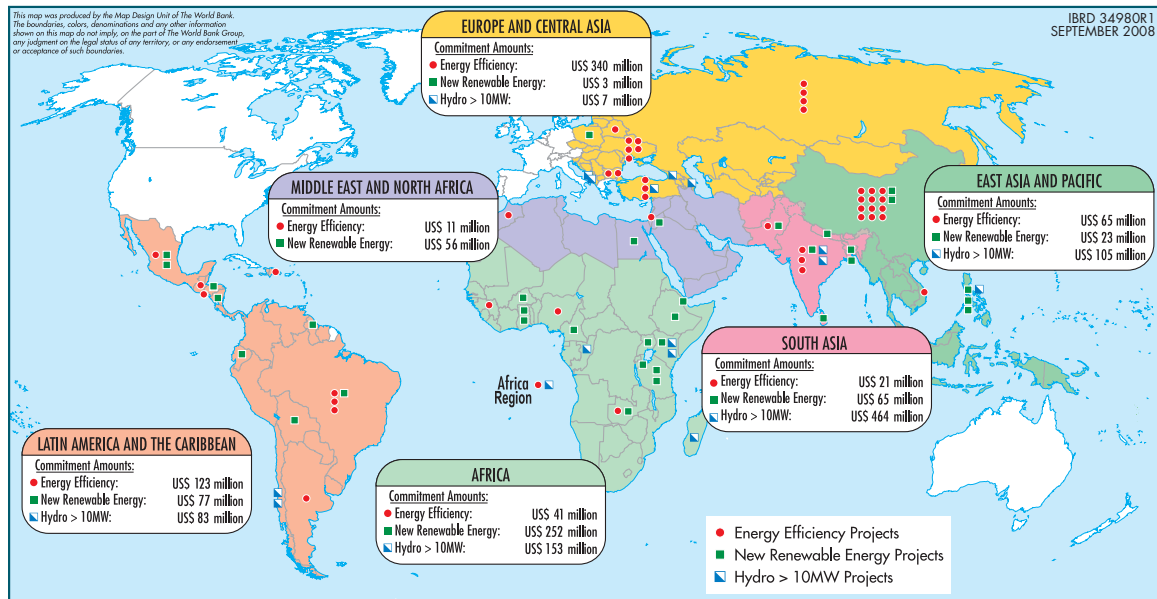 This map was produced by the Map Design Unit of The World Bank.
The boundaries, colors, denominations and any other information
shown on this map do not imply, on the part of The World Bank Group,
any judgment on the legal status of any territory, or any endorsement
or acceptance of such boundaries.
IBRD 34980R1
SEPTEMBER 2008
EUROPE AND CENTRAL ASIA
Commitment Amounts:
Energy Efficiency: US$ 340 million
New Renewable Energy: US$ 3 million
Hydro > 10MW: US$ 7 million
MIDDLE EAST AND NORTH AFRICA
Commitment Amounts:
Energy Efficiency: US$ 11 million
New Renewable Energy: US$ 56 million
EAST ASIA AND PACIFIC
Commitment Amounts:
Energy Efficiency: US$ 65 million
New Renewable Energy: US$ 23 million
Hydro > 10MW: US$ 105 million
SOUTH ASIA
Commitment Amounts:
Energy Efficiency: US$ 21 million
New Renewable Energy: US$ 65 million
Hydro > 10MW: US$ 464 million
Africa
Region
LATIN AMERICA AND THE CARIBBEAN
Commitment Amounts:
Energy Efficiency: US$ 123 million
New Renewable Energy: US$ 77 million
Hydro > 10MW: US$ 83 million
AFRICA
Commitment Amounts:
Energy Efficiency: US$ 41 million
New Renewable Energy: US$ 252 million
Hydro > 10MW: US$ 153 million
Energy Efficiency Projects
New Renewable Energy Projects
Hydro > 10MW Projects